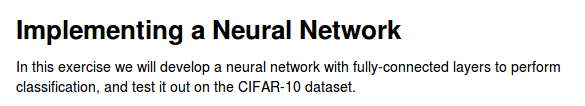 Implementing a Neural Network
In this exercise we will develop a neural network with fully-connected layers to perform
classification, and test it out on the CIFAR-10 dataset.